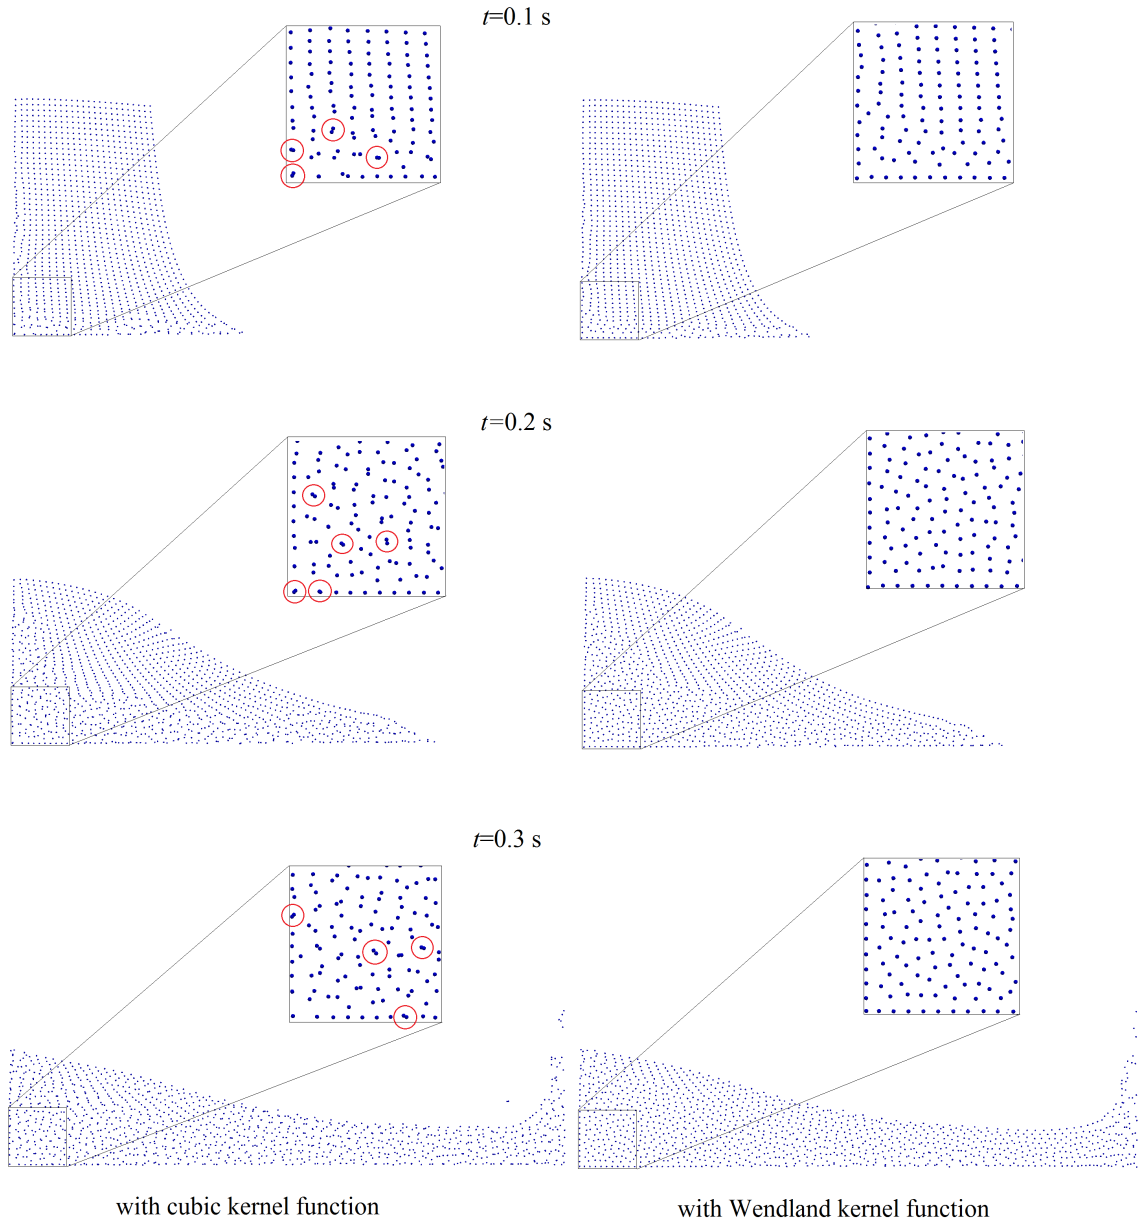 t=0.1 s
t=0.2 s
t=0.3 s
with cubic kernel function
with Wendland kernel function